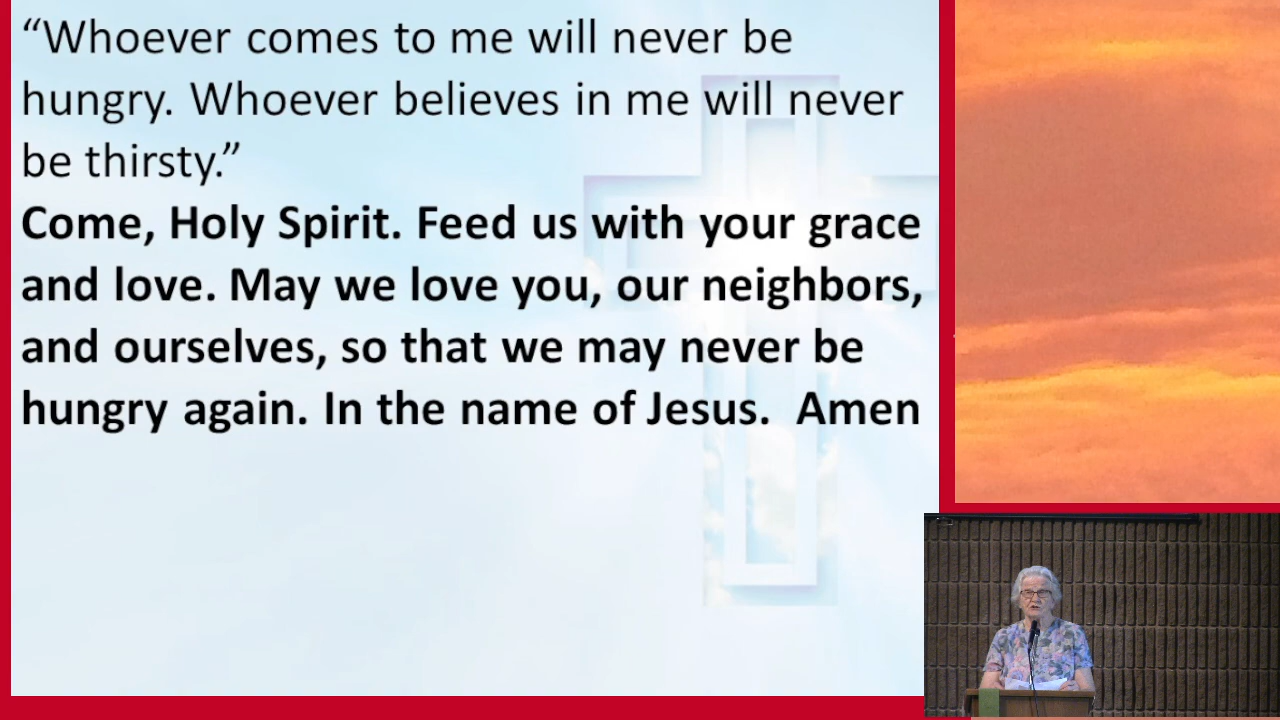 “Whoever comes to me will never be
hungry. Whoever believes in me will never
be thirsty.”
Come, Holy Spirit. Feed us with your grace
and love. May we love you, our neighbors,
and ourselves, so that we may never be
hungry again. In the name of Jesus.  Amen